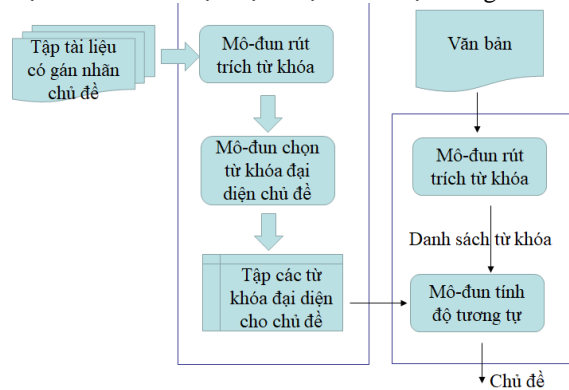 Tập tài liệu
có gán nhãn
chủ đề
Mô-đun rút
trích từ khóa
Mô-đun chọn
từ khóa đại
diện chủ đề
Tập các từ
khóa đại diện
cho chủ đề
Văn bản
Mô-đun rút
trích từ khóa
Danh sách từ khóa
Mô-đun tính
độ tương tự
Chủ đề